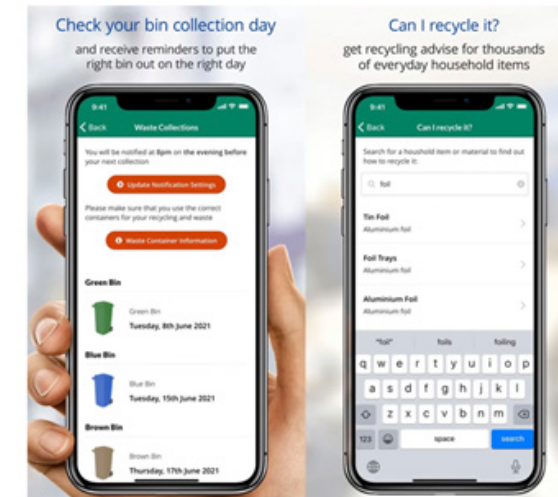 Check your bin collection day
and receive reminders to put the
right bin out on the right day
9:41
Back
Waste Collections
You will be notified at 8pm on the evening before
your next collection
Update Notification Settings
Please make sure that you use the correct
containers for your recycling and waste
Waste Container Information
Green Bin
Green Bin
Tuesday, 8th June 2021
Blue Bin
Blue Bin
Tuesday, 15th June 2021
Brown Bin
Brown Bin
Thursday, 17th June 2021
Can I recycle it?
get recycling advise for thousands
of everyday household items
9:41
Back
Can I recycle it?
Search for a houshold item or material to find out
how to recycle it:
foil
Tin Foil
Aluminium foil
Foil Trays
Aluminium foil
Aluminium Foil
Aluminium foil
"foil"
foils
foiling
q w e r t y u i o p
a s d f g h j k l
z x c v b n m
123
space
search